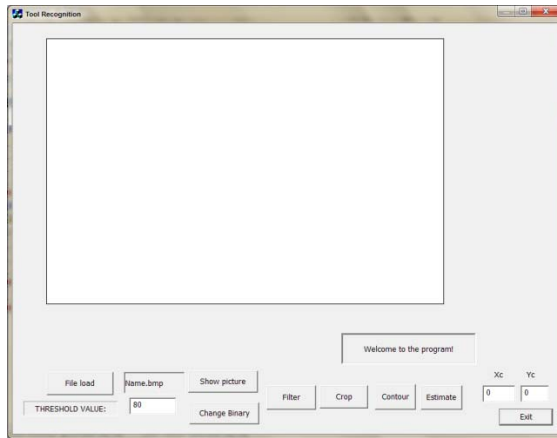 Tool Recognition
Welcome to the program!
Xc Yc
File load Name.bmp Show picture
Filter Crop Contour Estimate 0 0
THRESHOLD VALUE: 80
Change Binary Exit